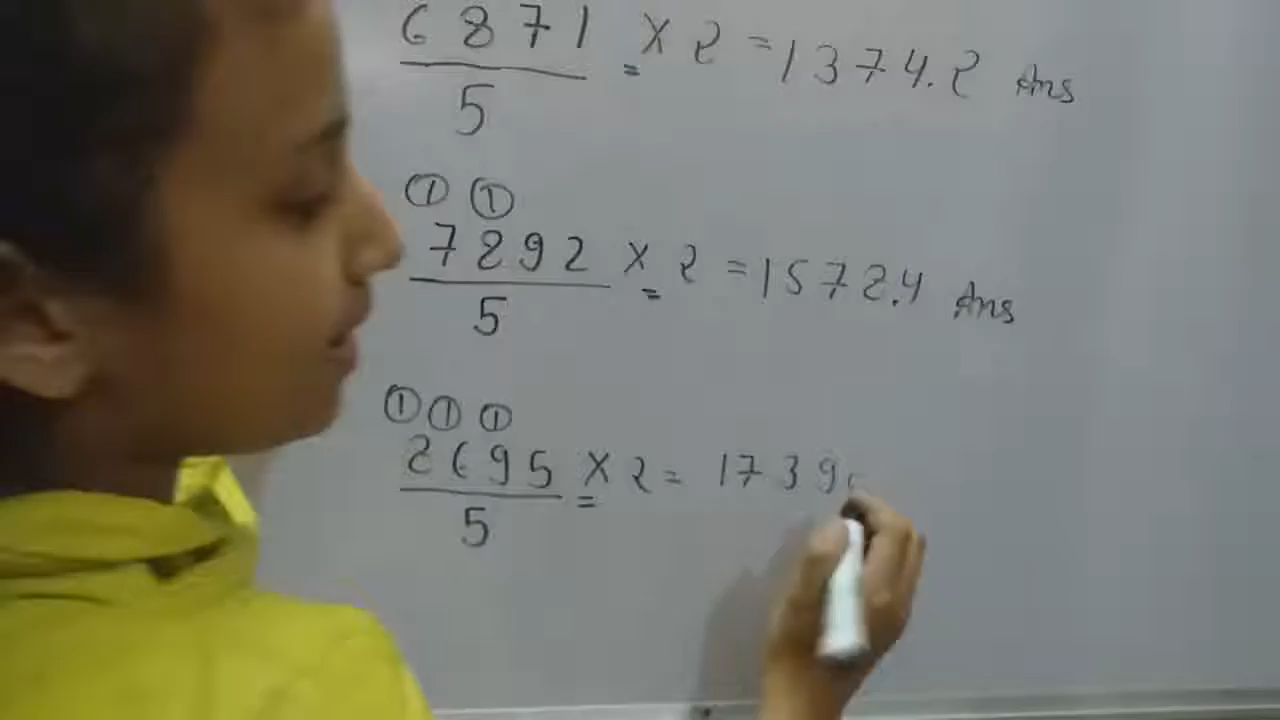 6871 × 2 = 1374.2 Ans
5
① ①
7292 × 2 = 1572.4 Ans
5
① ① ①
2695 × 2 = 1739
5